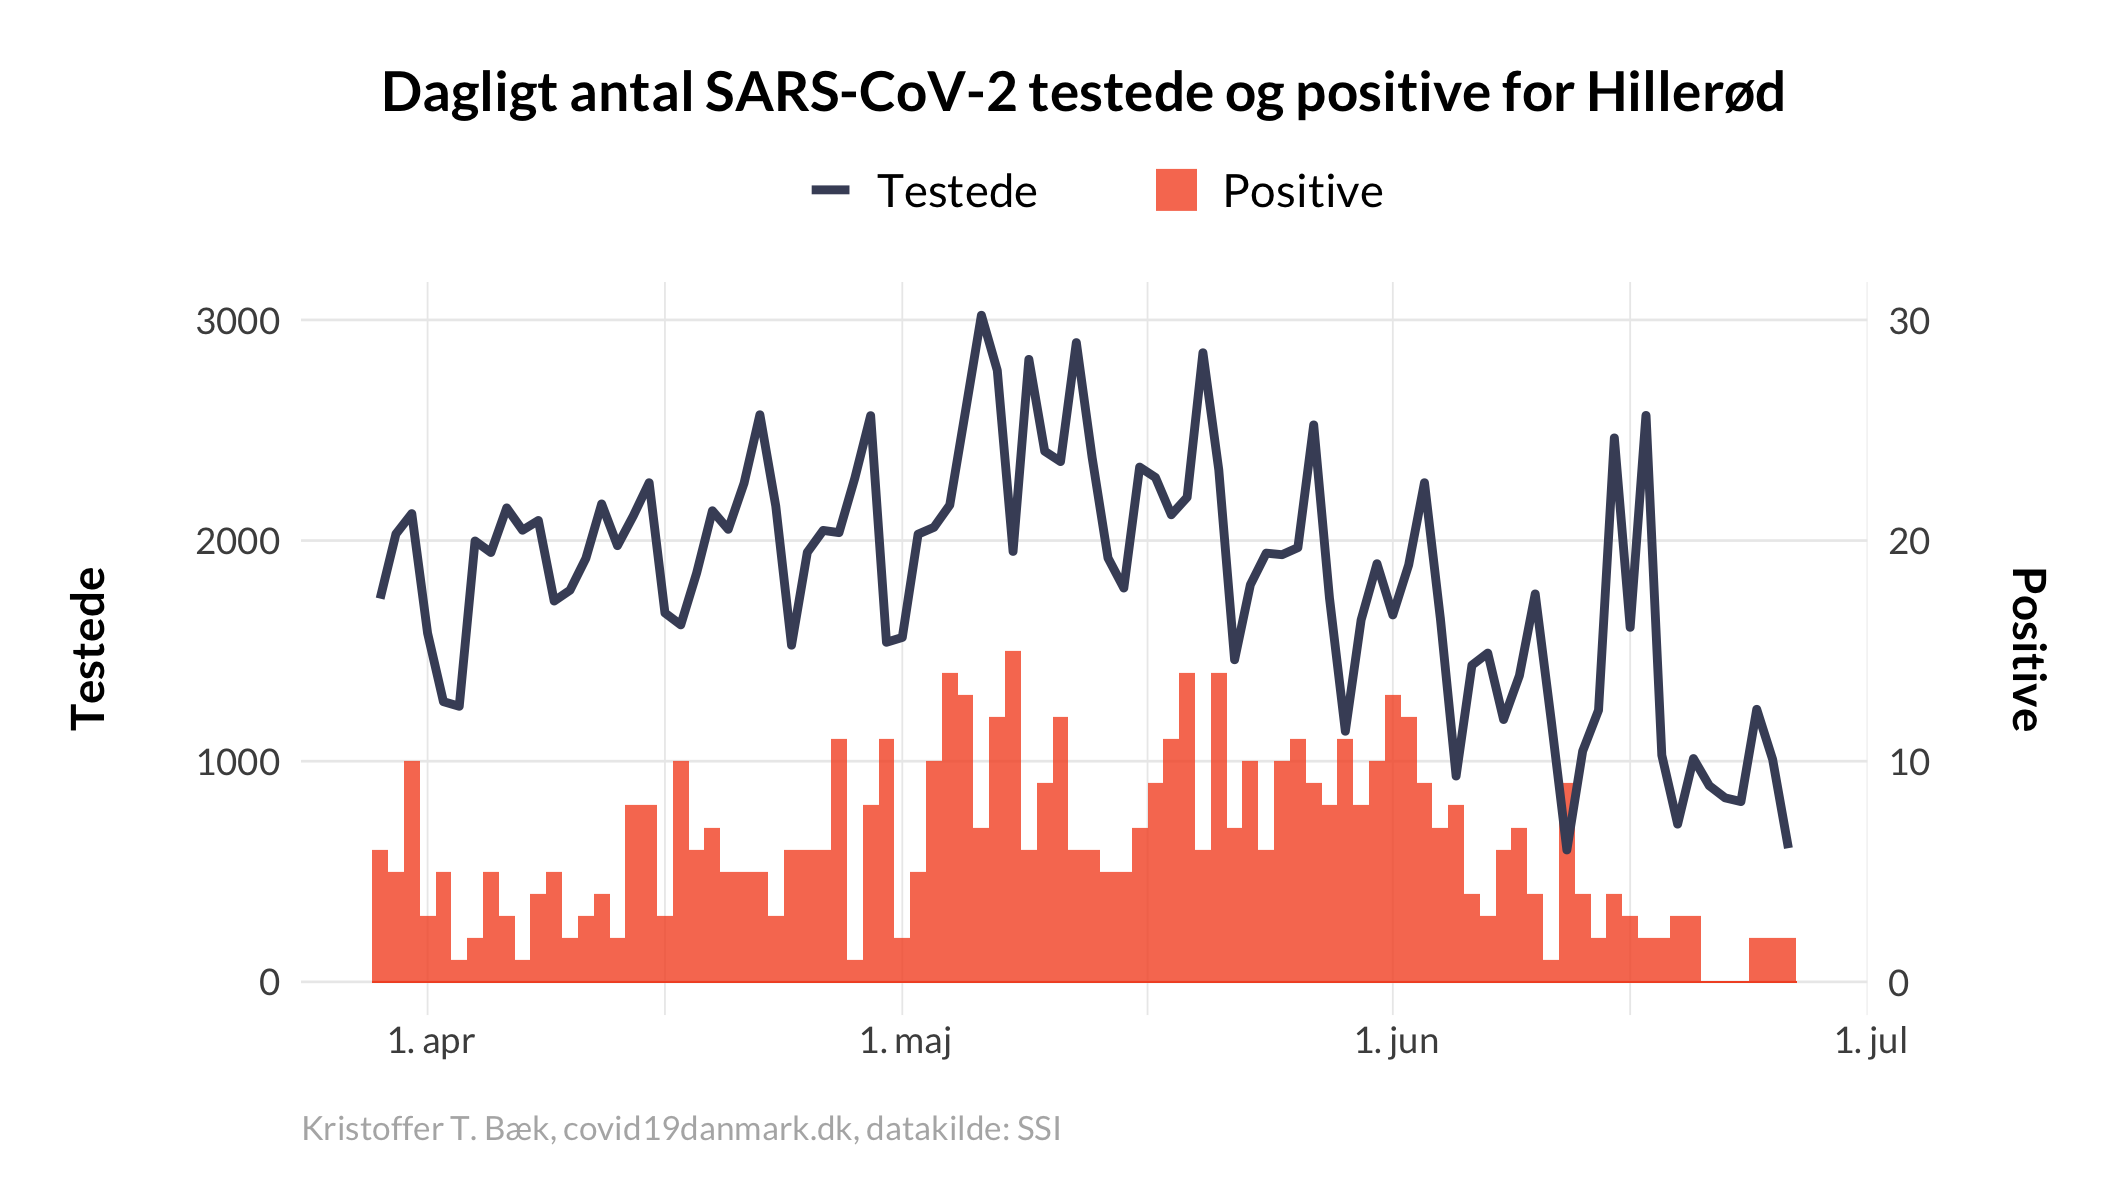 Dagligt antal SARS-CoV-2 testede og positive for Hillerød
Testede
Positive
3000
2000
1000
0
30
20
10
0
Testede
Positive
1. apr
1. maj
1. jun
1. jul
Kristoffer T. Bæk, covid19danmark.dk, datakilde: SSI